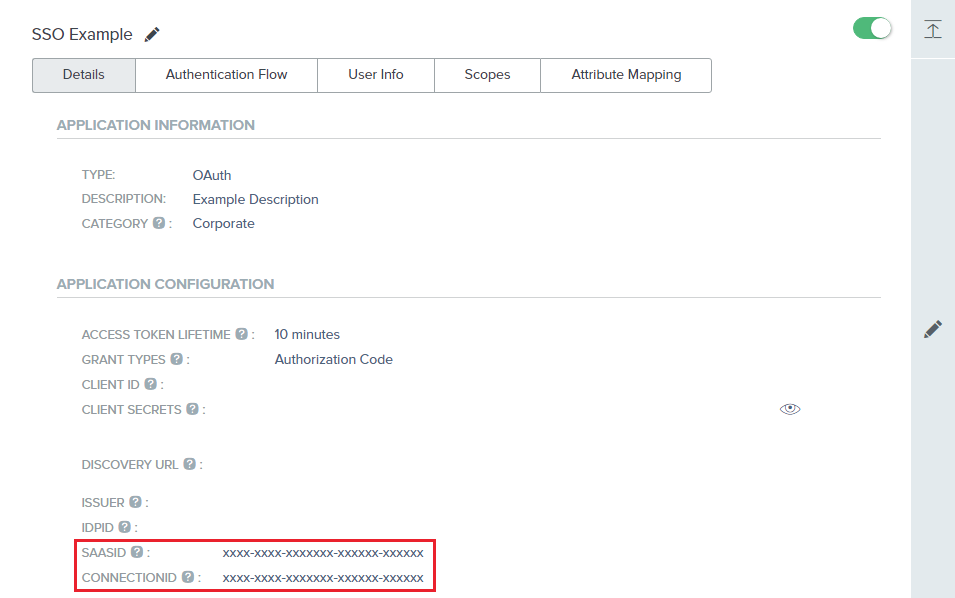 SSO Example
Details Authentication Flow User Info Scopes Attribute Mapping
APPLICATION INFORMATION
TYPE: OAuth
DESCRIPTION: Example Description
CATEGORY ? : Corporate
APPLICATION CONFIGURATION
ACCESS TOKEN LIFETIME ? : 10 minutes
GRANT TYPES ? : Authorization Code
CLIENT ID ? :
CLIENT SECRETS ? :
DISCOVERY URL ? :
ISSUER ? :
IDPID ? :
SAASID ? : xxxx-xxxx-xxxxxxx-xxxxxx-xxxxxx
CONNECTIONID ? : xxxx-xxxx-xxxxxxx-xxxxxx-xxxxxx